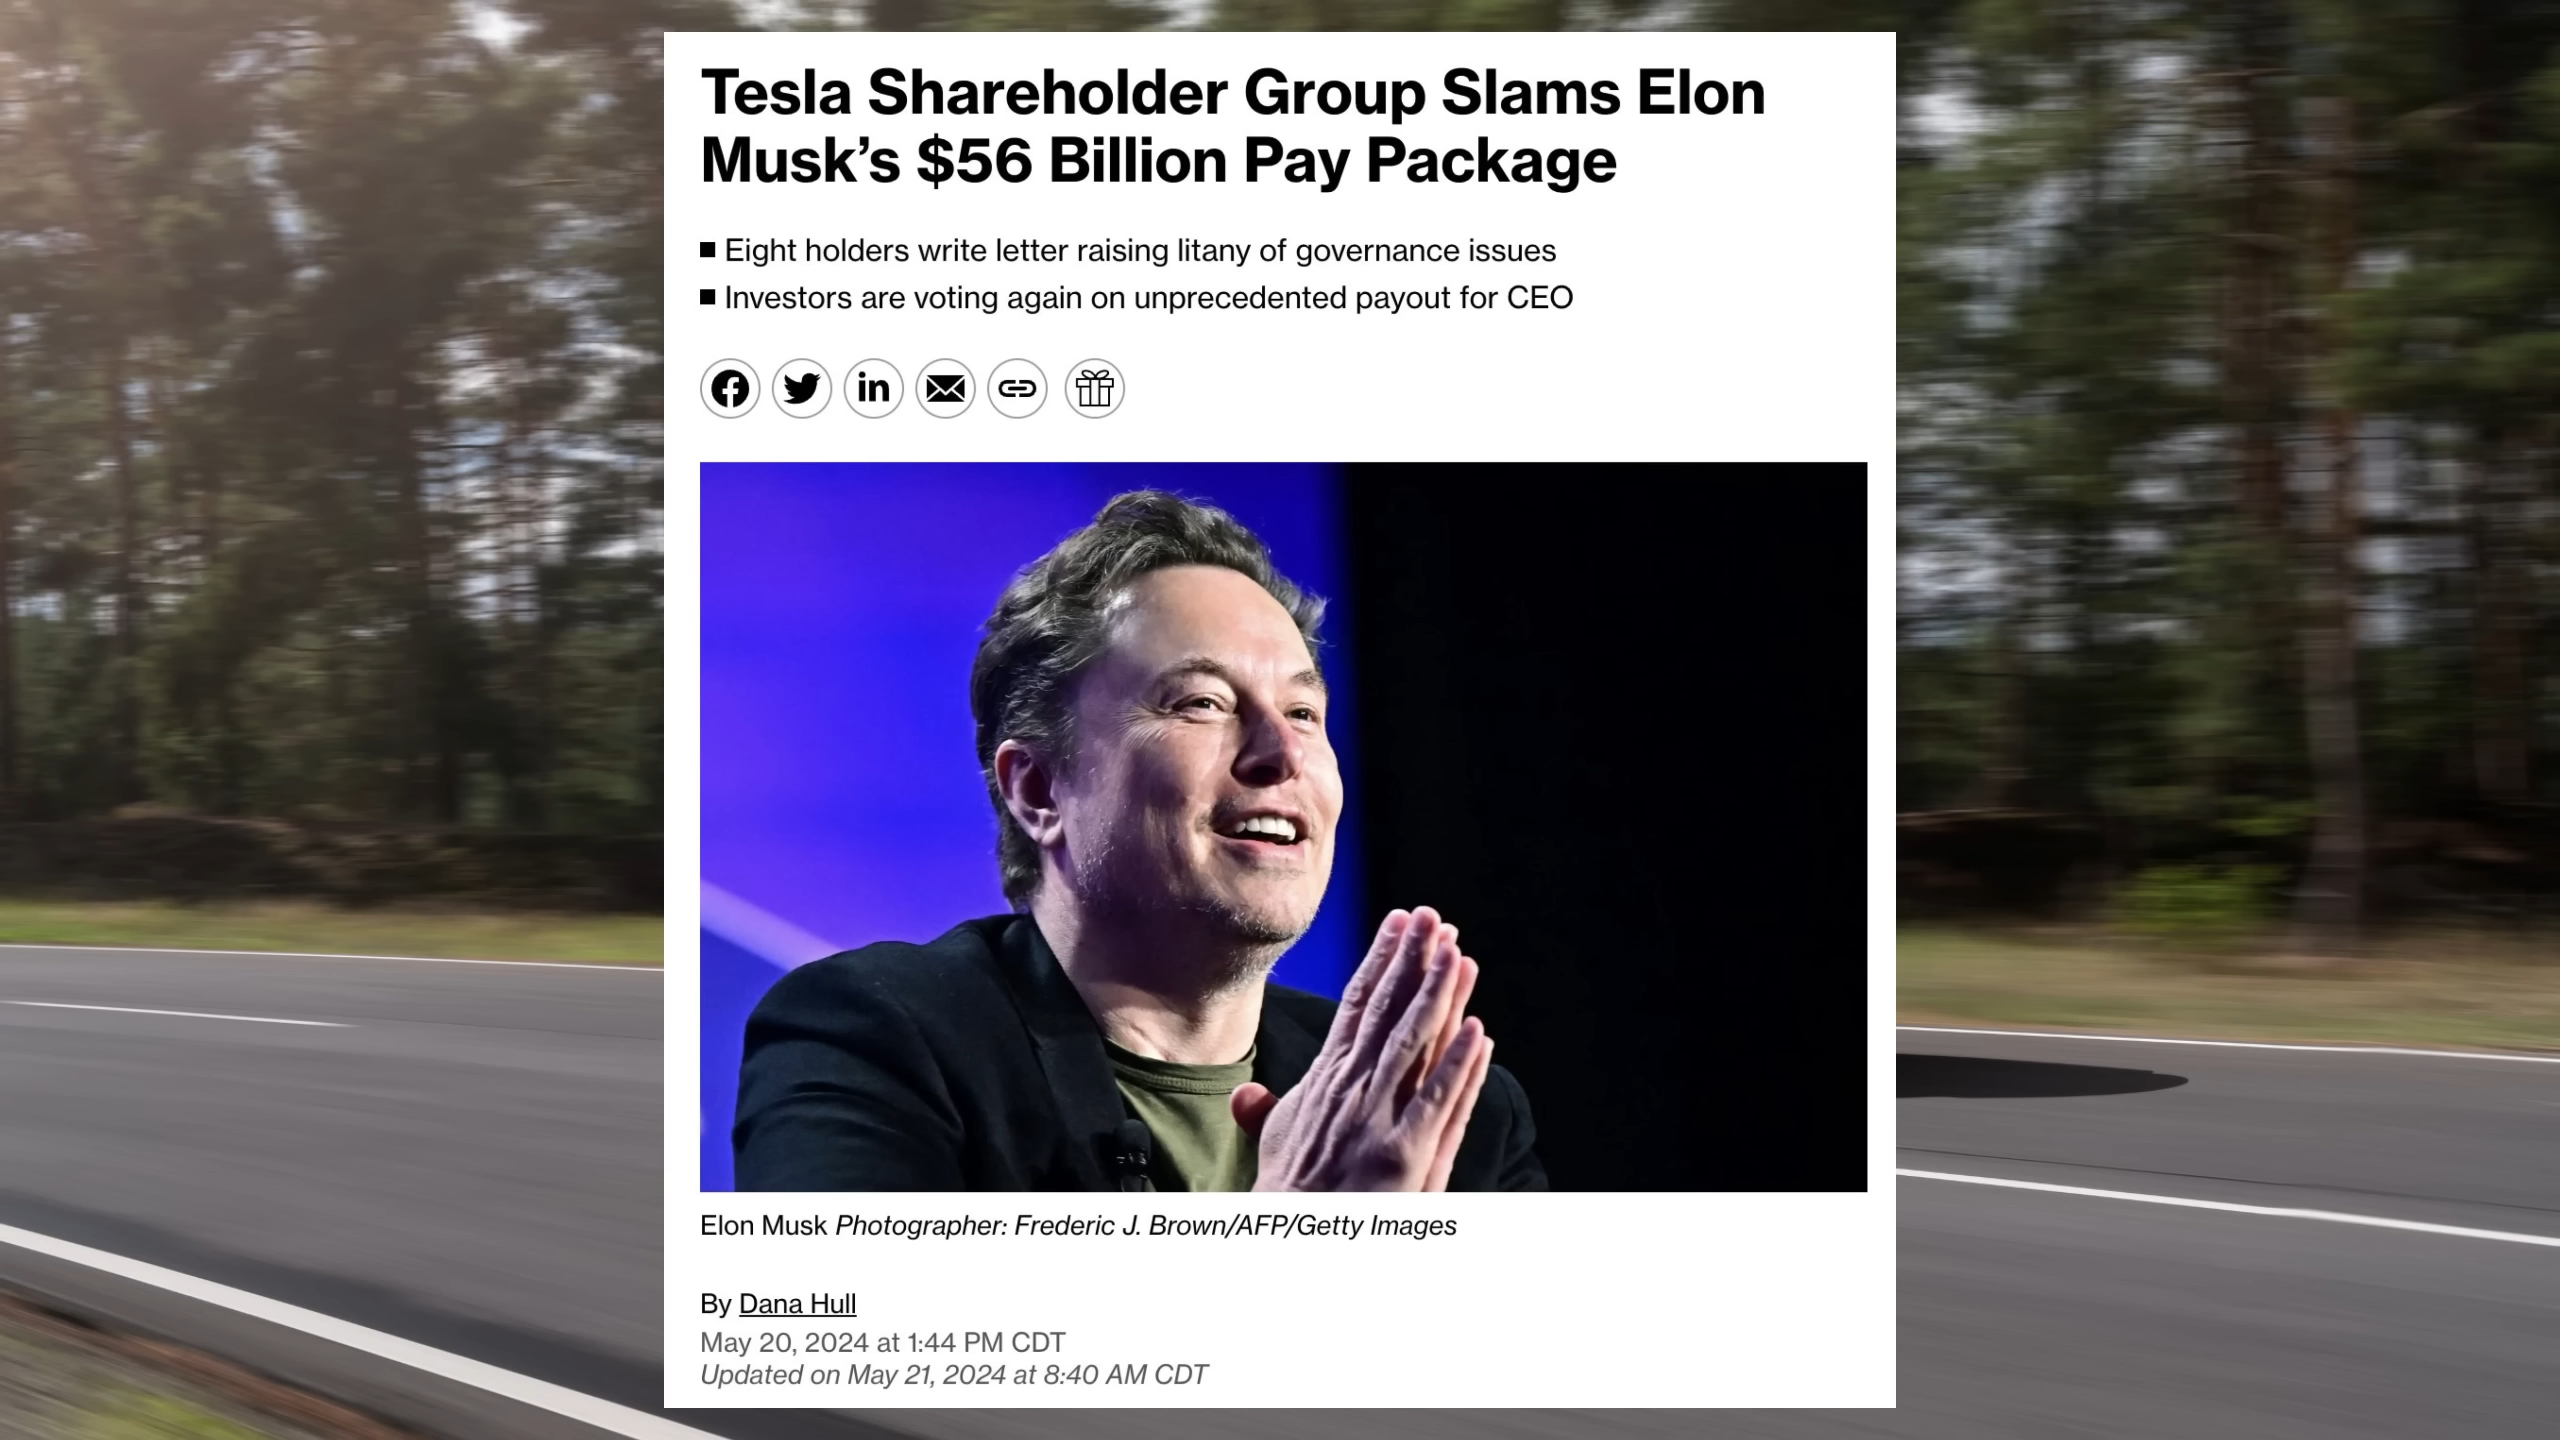 Tesla Shareholder Group Slams Elon
Musk’s $56 Billion Pay Package
Eight holders write letter raising litany of governance issues
Investors are voting again on unprecedented payout for CEO
in
Elon Musk Photographer: Frederic J. Brown/AFP/Getty Images
By Dana Hull
May 20, 2024 at 1:44 PM CDT
Updated on May 21, 2024 at 8:40 AM CDT